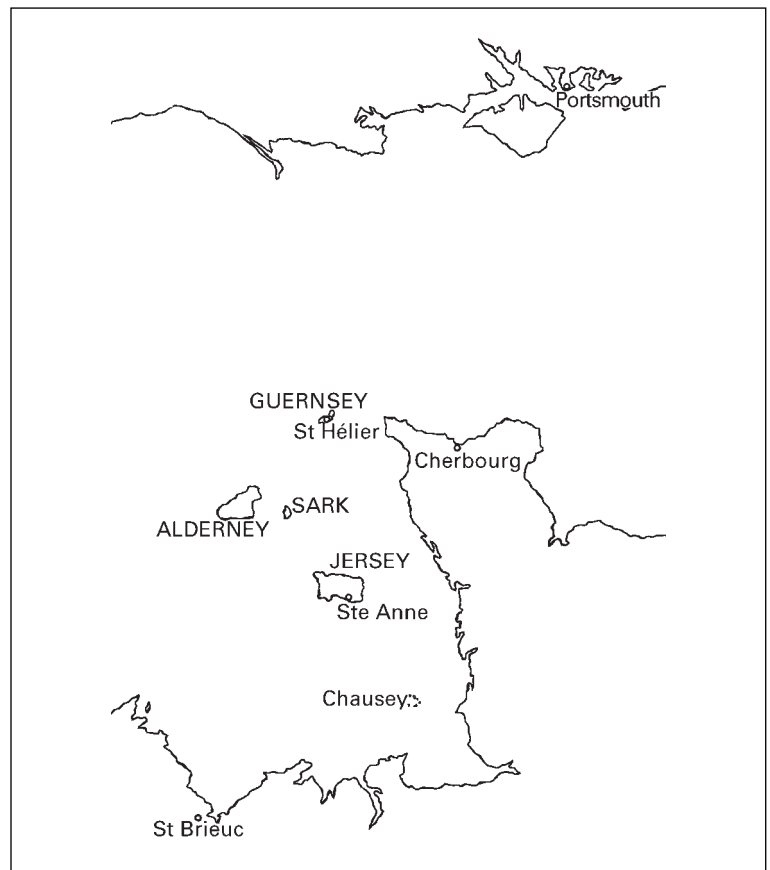 Portsmouth
GUERNSEY
St Hélier
Cherbourg
SARK
ALDERNEY
JERSEY
Ste Anne
Chausey
St Brieuc